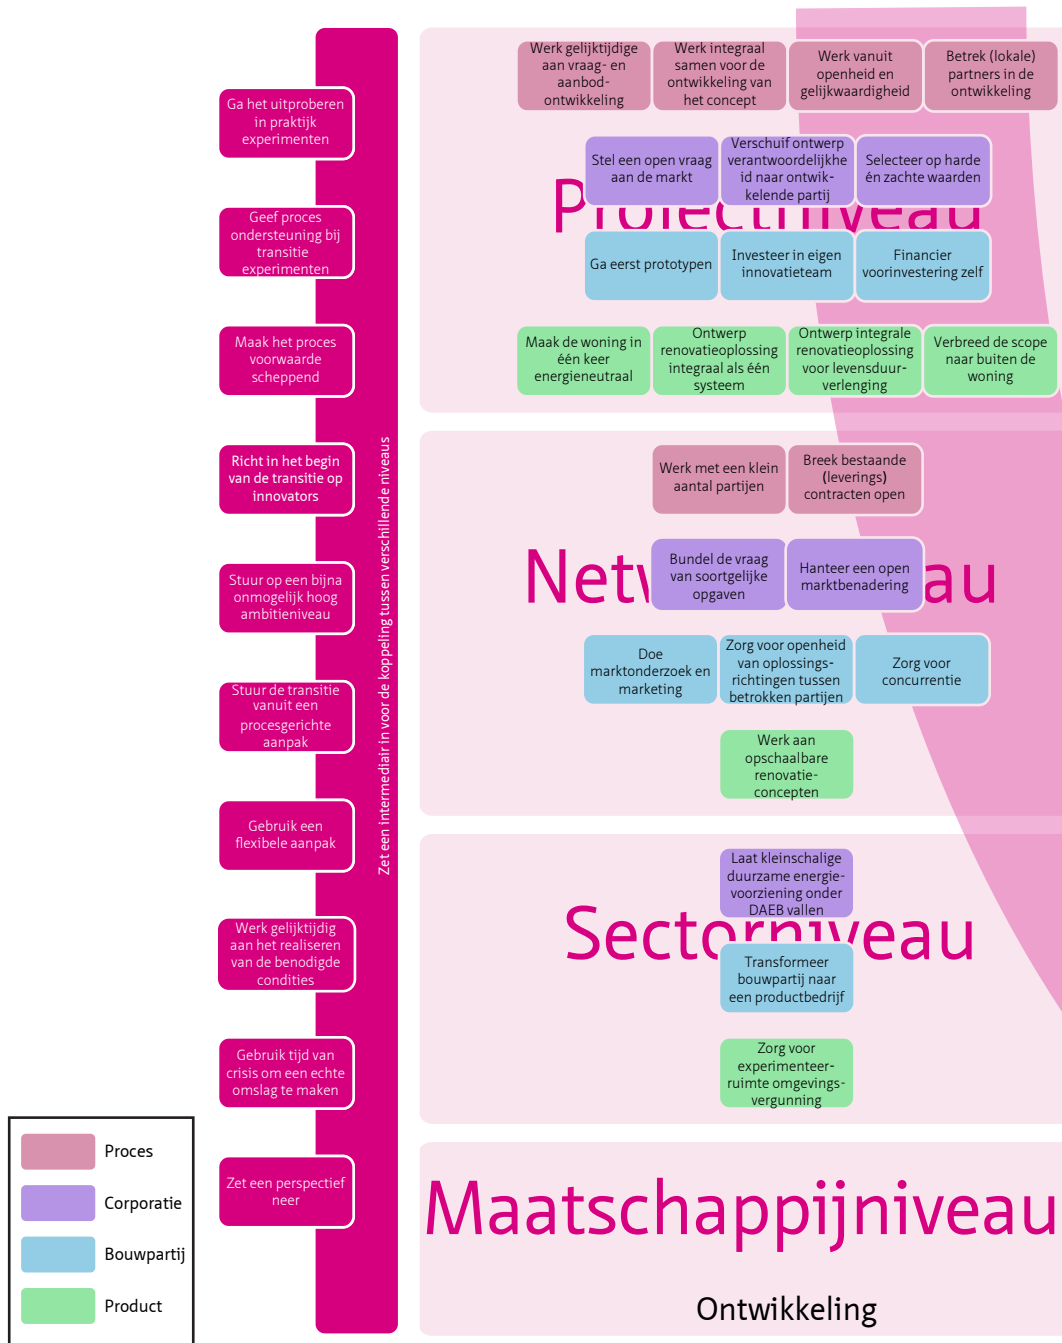 Ga het uitproberen
in praktijk
experimenten
Geef proces
ondersteuning bij
transitie
experimenten
Maak het proces
voorwaarde
scheppend
Richt in het begin
van de transitie op
innovators
Stuur op een bijna
onmogelijk hoog
ambitieniveau
Stuur de transitie
vanuit een
procesgerichte
aanpak
Gebruik een
flexibele aanpak
Werk gelijktijdig
aan het realiseren
van de benodigde
condities
Gebruik tijd van
crisis om een echte
omslag te maken
Zet een perspectief
neer
Zet een intermediair in voor de koppeling tussen verschillende niveaus
Werk gelijktijdige
aan vraag- en
aanbod-
ontwikkeling
Werk integraal
samen voor de
ontwikkeling van
het concept
Werk vanuit
openheid en
gelijkwaardigheid
Betrek (lokale)
partners in de
ontwikkeling
Stel een open vraag
aan de markt
Verschuif ontwerp
verantwoordelijkhe
id naar ontwik-
kelende partij
Selecteer op harde
én zachte waarden
Projectniveau
Ga eerst prototypen
Investeer in eigen
innovatieteam
Financier
voorinvestering zelf
Maak de woning in
één keer
energieneutraal
Ontwerp
renovatieoplossing
integraal als één
systeem
Ontwerp integrale
renovatieoplossing
voor levensduur-
verlenging
Verbreed de scope
naar buiten de
woning
Werk met een klein
aantal partijen
Breek bestaande
(leverings)
contracten open
Bundel de vraag
van soortgelijke
opgaven
Hanteer een open
marktbenadering
Doe
marktonderzoek en
marketing
Zorg voor openheid
van oplossings-
richtingen tussen
betrokken partijen
Zorg voor
concurrentie
Werk aan
opschaalbare
renovatie-
concepten
Laat kleinschalige
duurzame energie-
voorziening onder
DAEB vallen
Sectorniveau
Transformeer
bouwpartij naar
een productbedrijf
Zorg voor
experimenteer-
ruimte omgevings-
vergunning
Maatschappijniveau
Ontwikkeling
Proces
Corporatie
Bouwpartij
Product